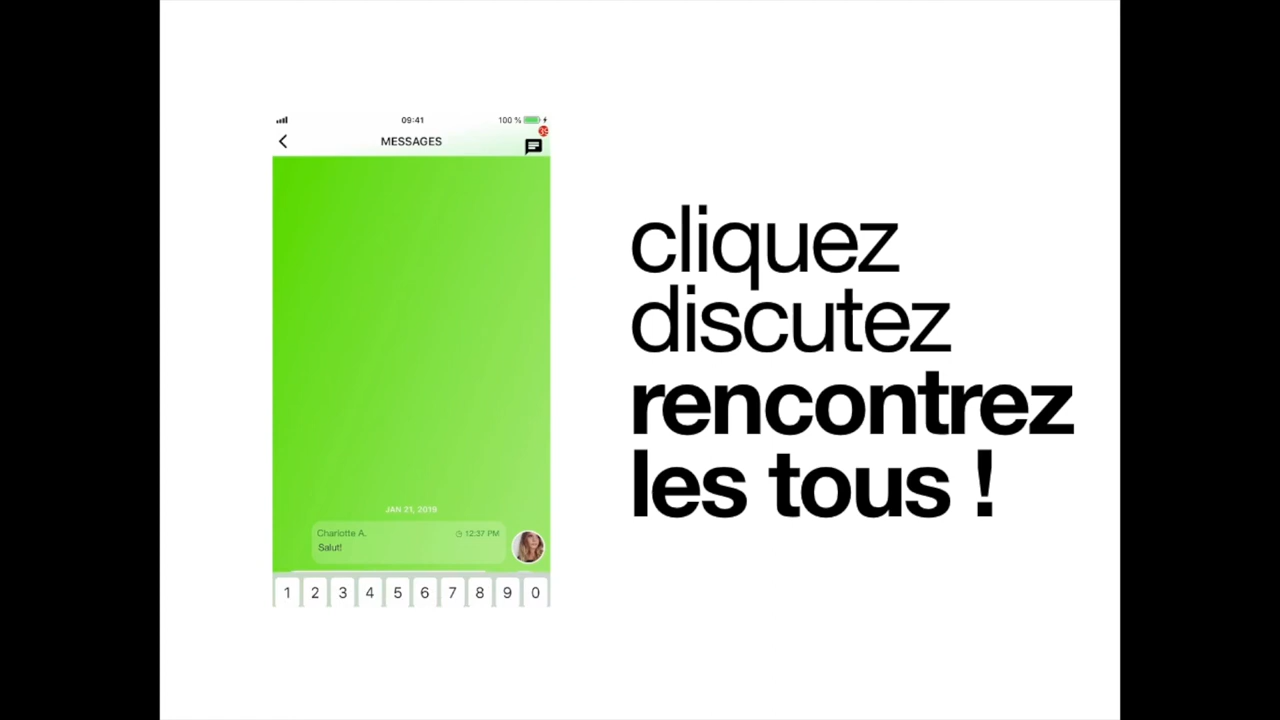 09:41
100 %
MESSAGES
cliquez
discutez
rencontrez
les tous !
JAN 21, 2019
Charlotte A.
12:37 PM
Salut!
1 2 3 4 5 6 7 8 9 0